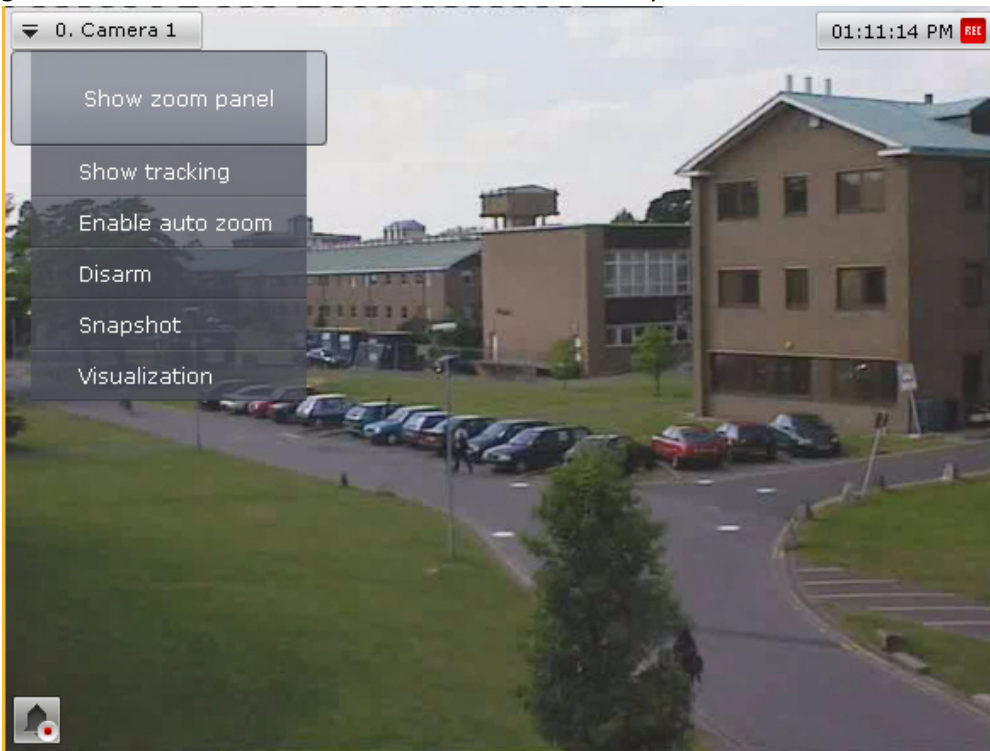 0. Camera 1
01:11:14 PM REC
Show zoom panel
Show tracking
Enable auto zoom
Disarm
Snapshot
Visualization